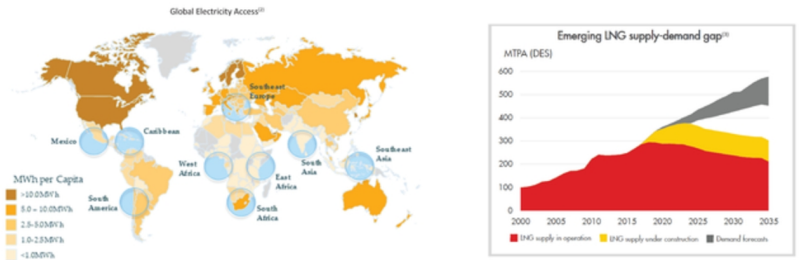 Global Electricity Access⁽²⁾
Southeast
Europe
Mexico
Caribbean
West
Africa
East
Africa
South
Asia
Southeast
Asia
South
America
South
Africa
MWh per Capita
>10.0MWh
5.0 – 10.0MWh
2.5-5.0MWh
1.0-2.5MWh
<1.0MWh
Emerging LNG supply-demand gap⁽³⁾
MTPA (DES)
600
500
400
300
200
100
0
2000 2005 2010 2015 2020 2025 2030 2035
LNG supply in operation LNG supply under construction Demand forecasts